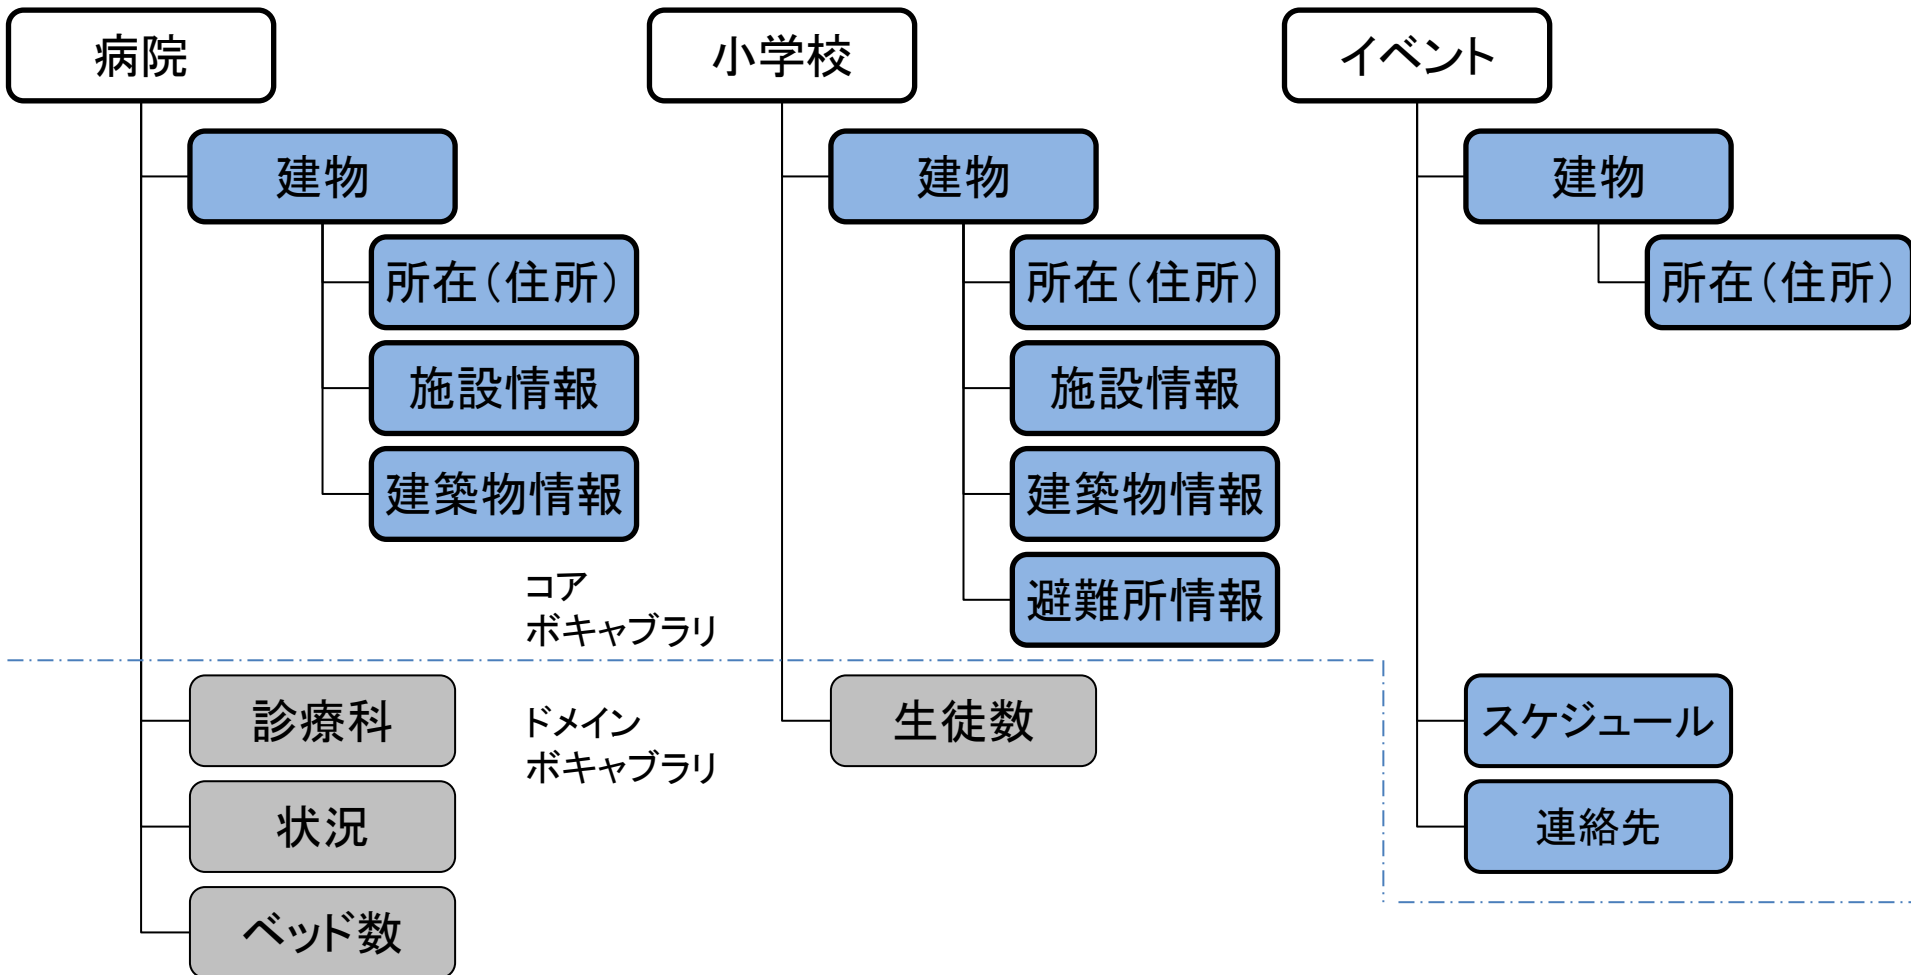 病院
建物
所在(住所)
施設情報
建築物情報
コア
ボキャブラリ
診療科
状況
ベッド数
ドメイン
ボキャブラリ
小学校
建物
所在(住所)
施設情報
建築物情報
避難所情報
生徒数
イベント
建物
所在(住所)
スケジュール
連絡先